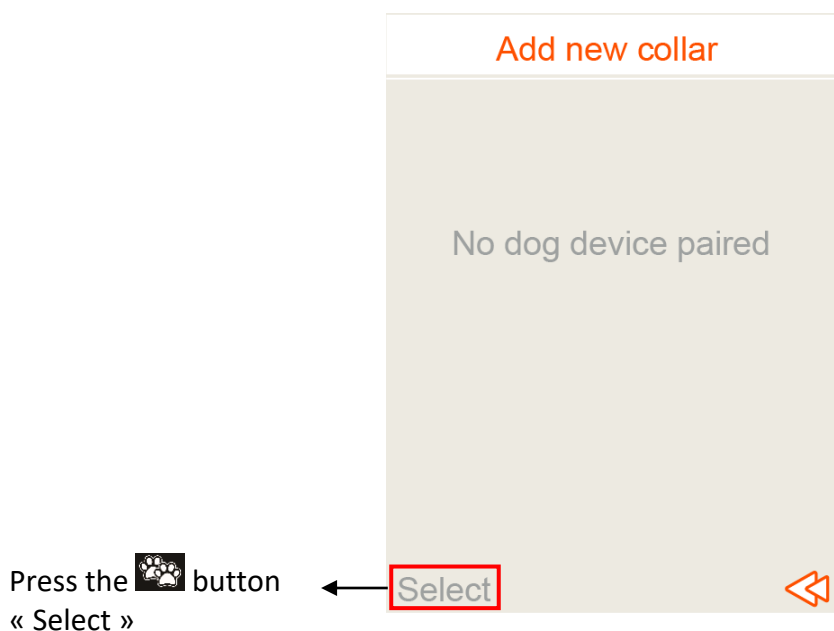 Add new collar
No dog device paired
Press the button
« Select »
Select